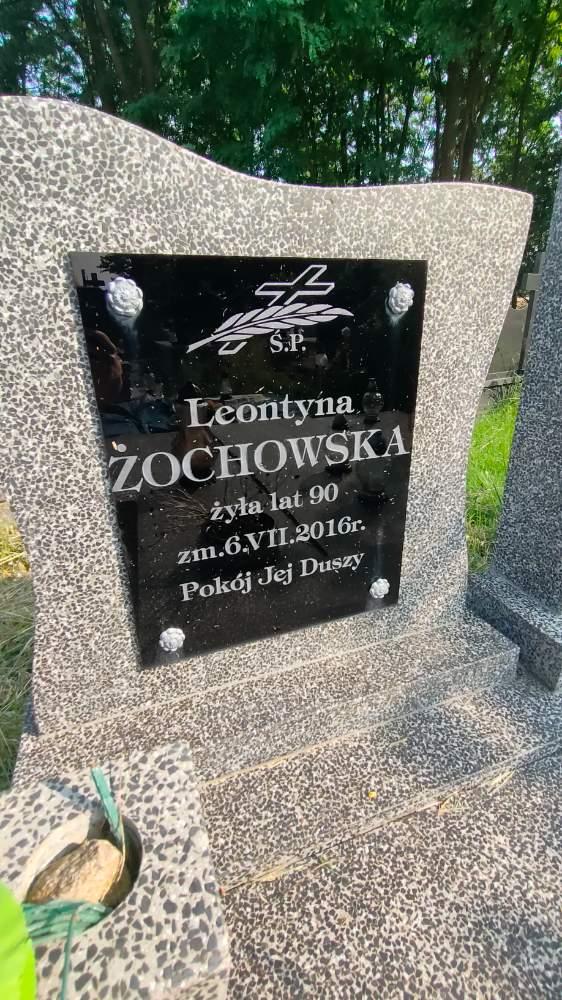 Ś.P.
Leontyna
ŻOCHOWSKA
żyła lat 90
zm.6.VII.2016r.
Pokój Jej Duszy